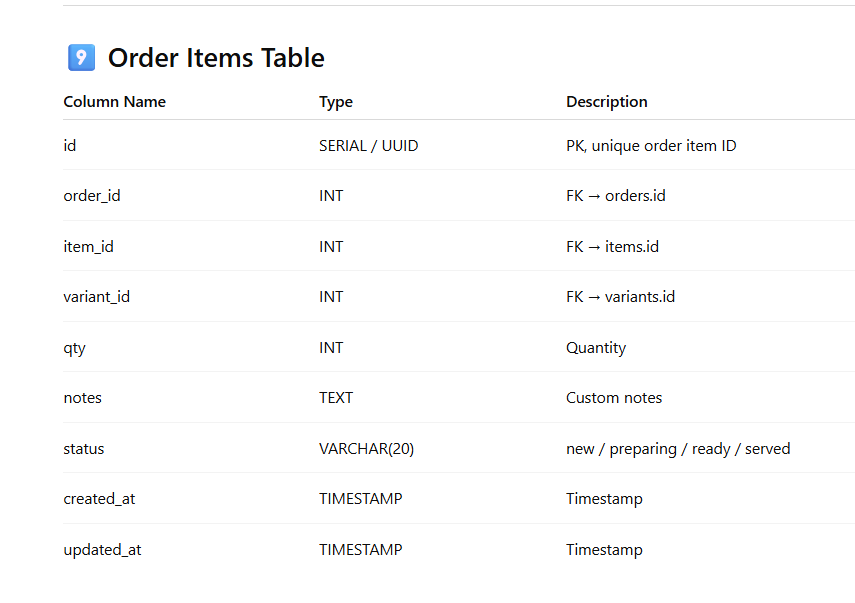 9 Order Items Table
Column Name Type Description
id SERIAL / UUID PK, unique order item ID
order_id INT FK → orders.id
item_id INT FK → items.id
variant_id INT FK → variants.id
qty INT Quantity
notes TEXT Custom notes
status VARCHAR(20) new / preparing / ready / served
created_at TIMESTAMP Timestamp
updated_at TIMESTAMP Timestamp